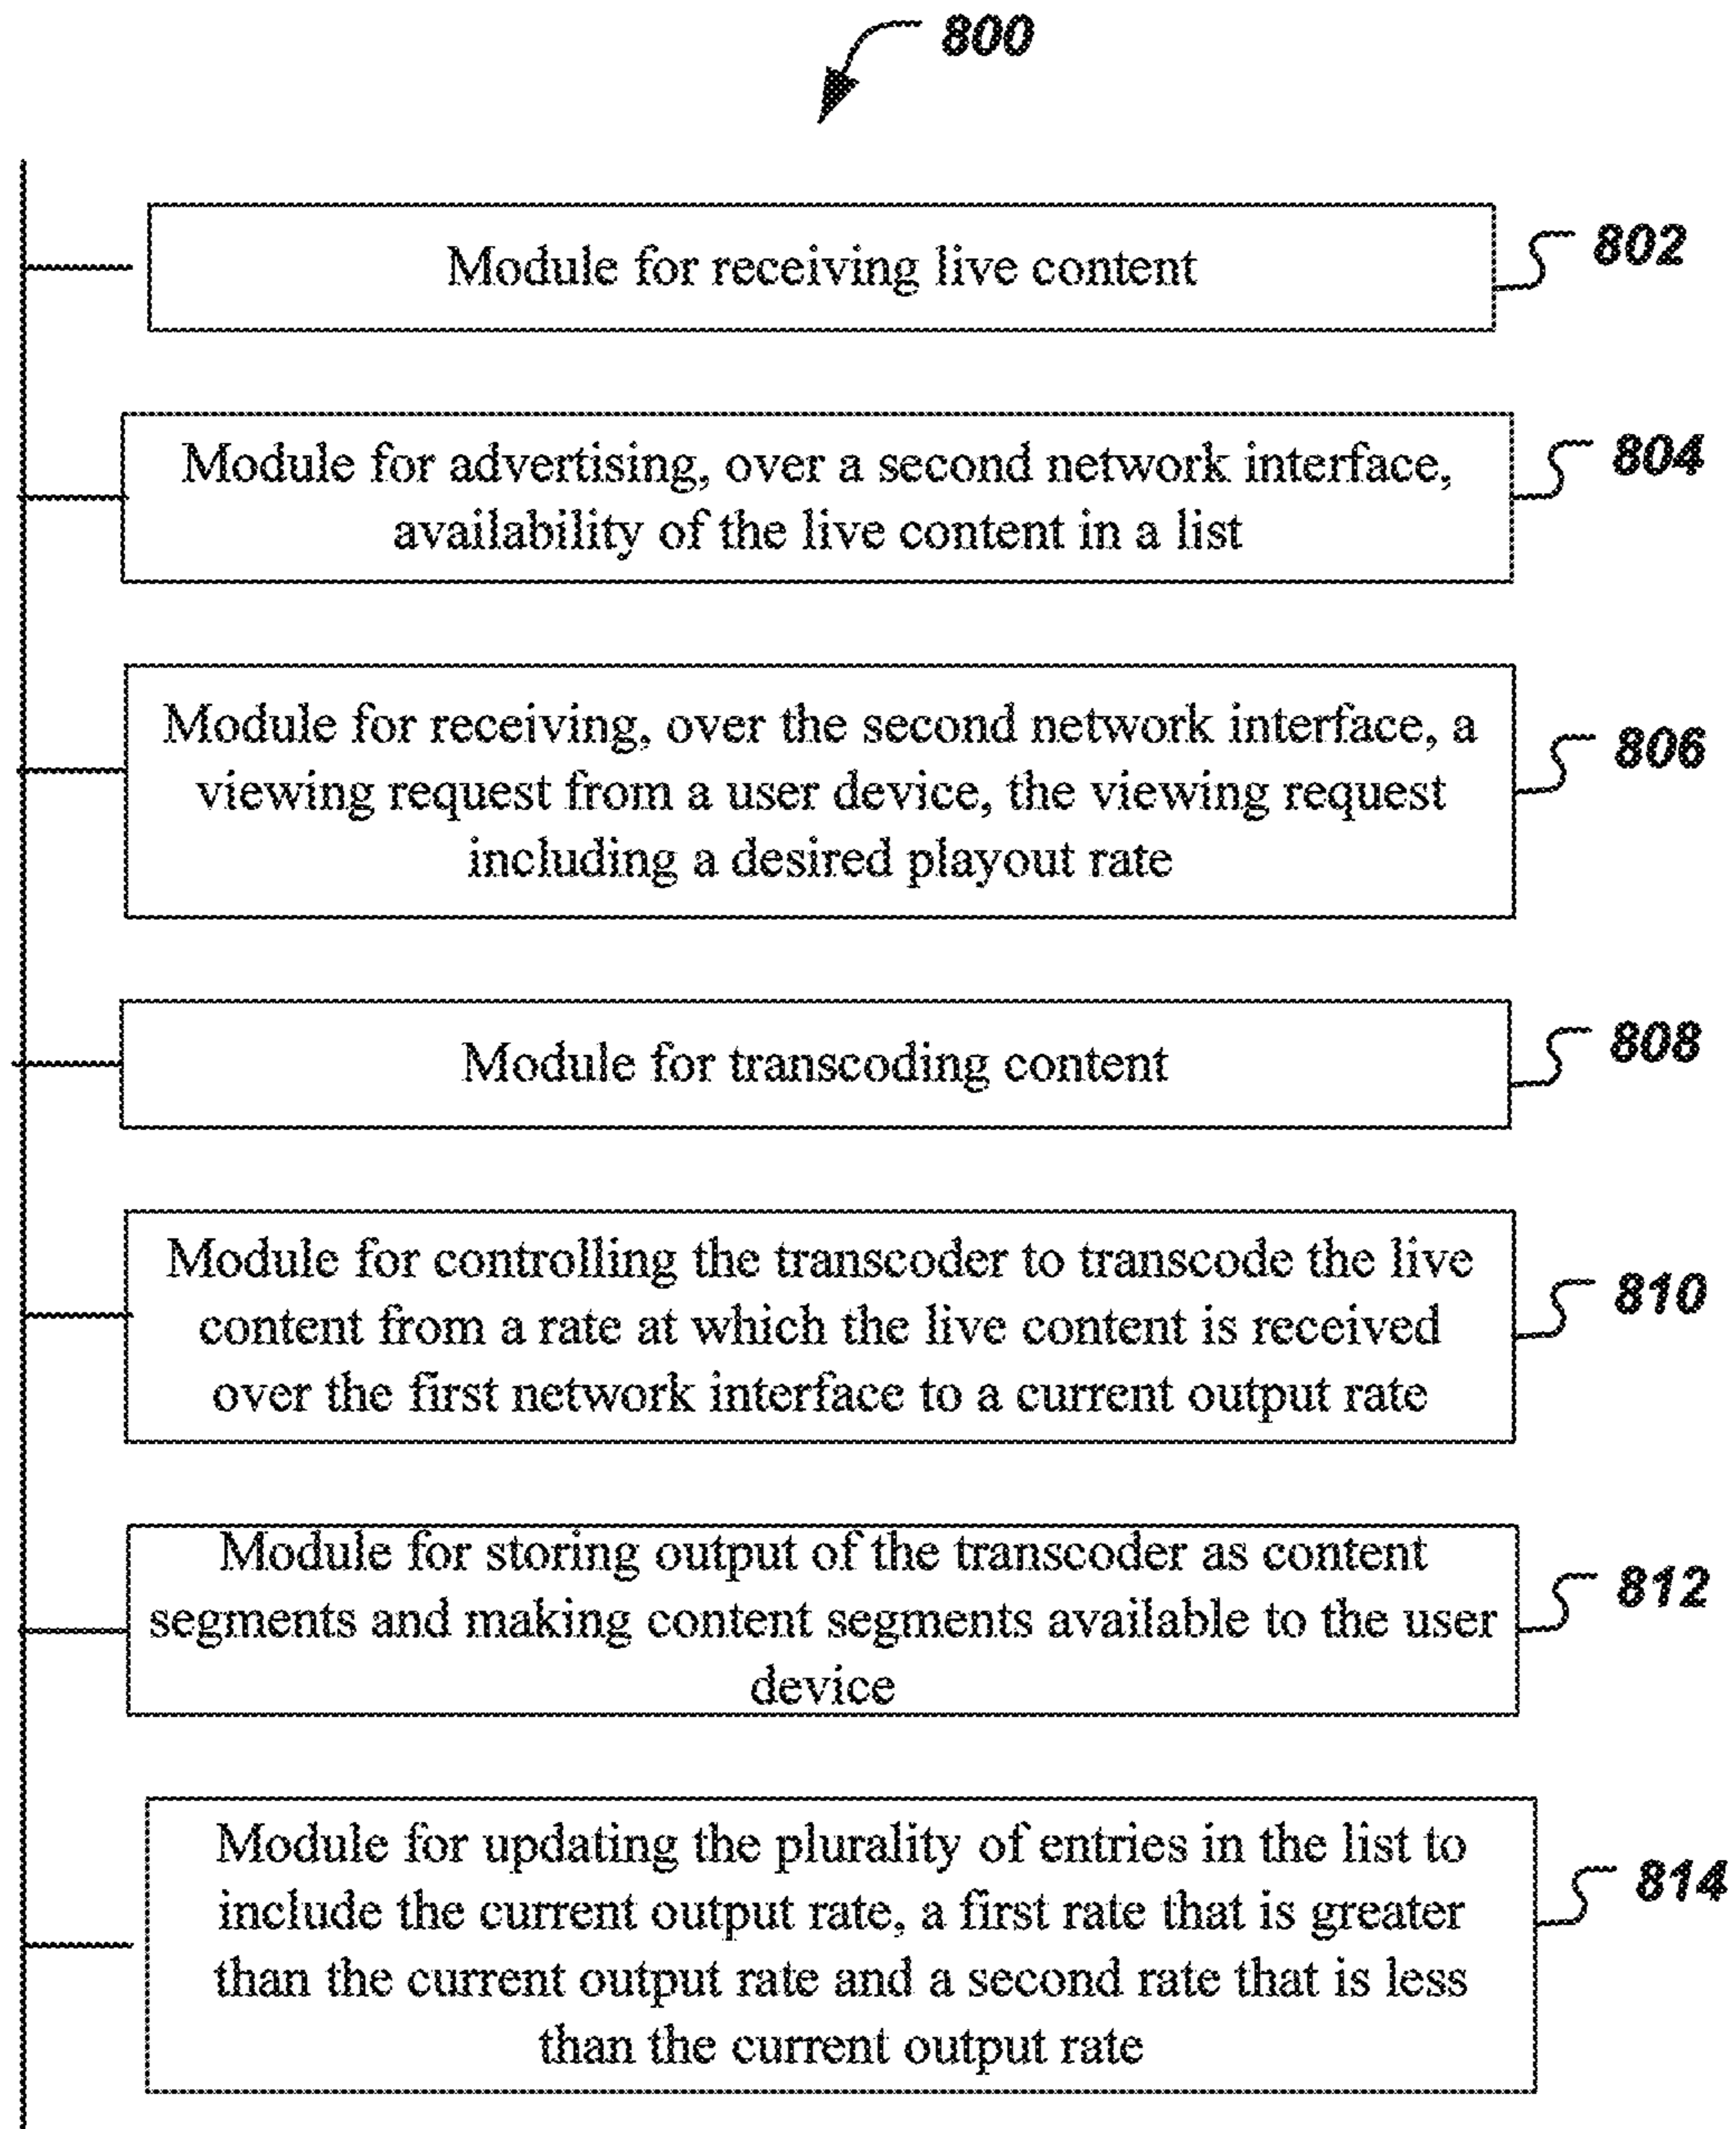 800
Module for receiving live content
802
Module for advertising, over a second network interface,
availability of the live content in a list
804
Module for receiving, over the second network interface, a
viewing request from a user device, the viewing request
including a desired playout rate
806
Module for transcoding content
808
Module for controlling the transcoder to transcode the live
content from a rate at which the live content is received
over the first network interface to a current output rate
810
Module for storing output of the transcoder as content
segments and making content segments available to the user
device
812
Module for updating the plurality of entries in the list to
include the current output rate, a first rate that is greater
than the current output rate and a second rate that is less
than the current output rate
814